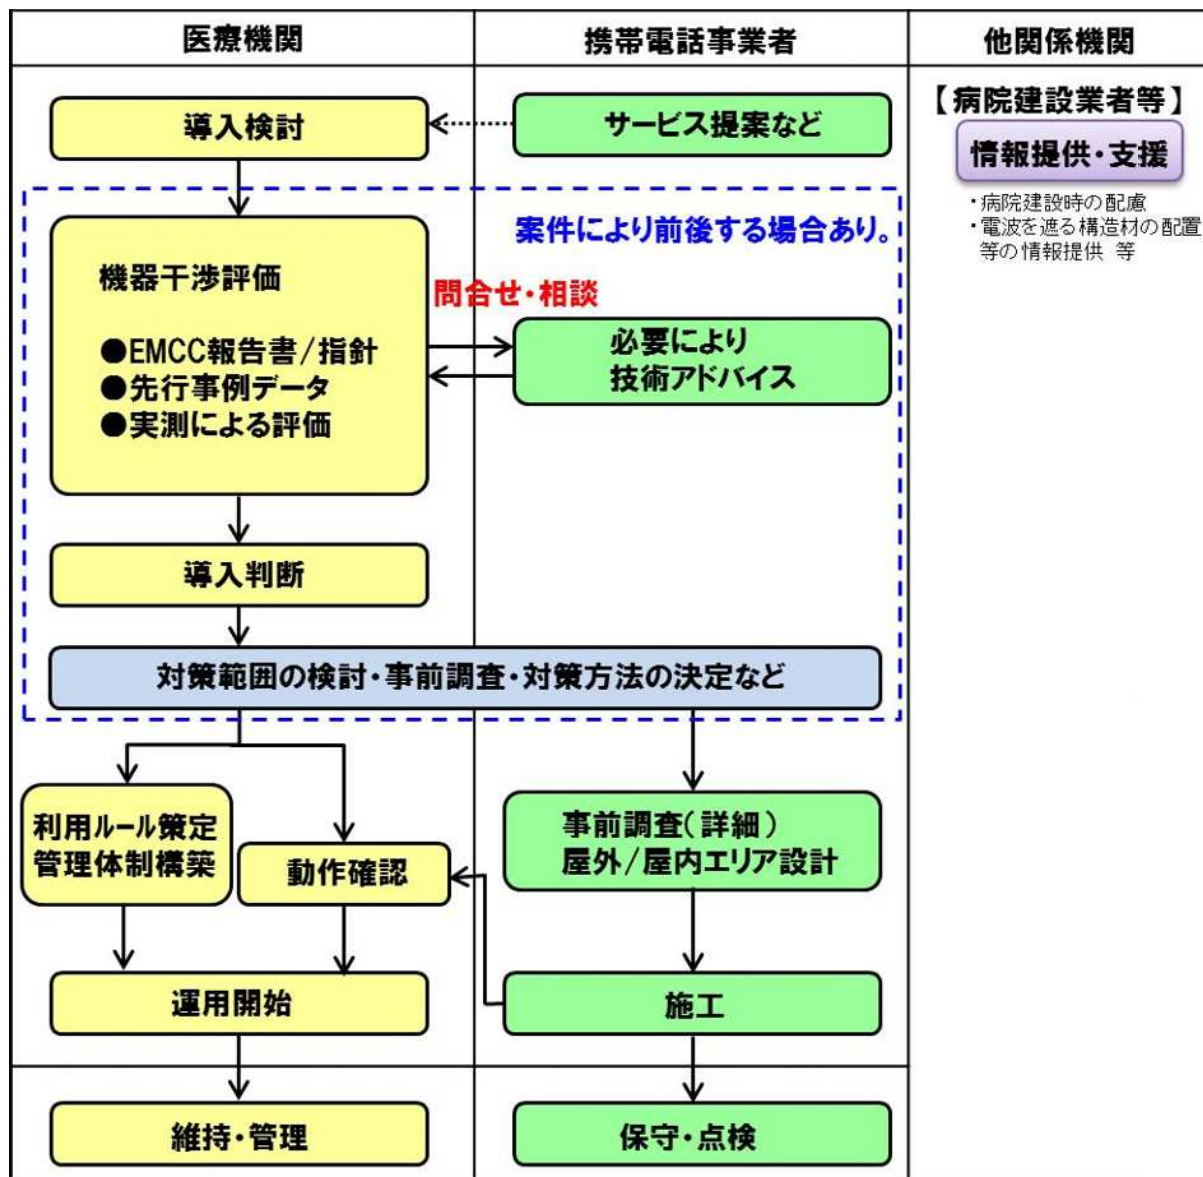 医療機関
携帯電話事業者
他関係機関
導入検討
サービス提案など
【病院建設業者等】
情報提供・支援
・病院建設時の配慮
・電波を遮る構造材の配置
等の情報提供 等
案件により前後する場合あり。
機器干渉評価
●EMCC報告書/指針
●先行事例データ
●実測による評価
問合せ・相談
必要により
技術アドバイス
導入判断
対策範囲の検討・事前調査・対策方法の決定など
利用ルール策定
管理体制構築
動作確認
事前調査(詳細)
屋外/屋内エリア設計
運用開始
施工
維持・管理
保守・点検